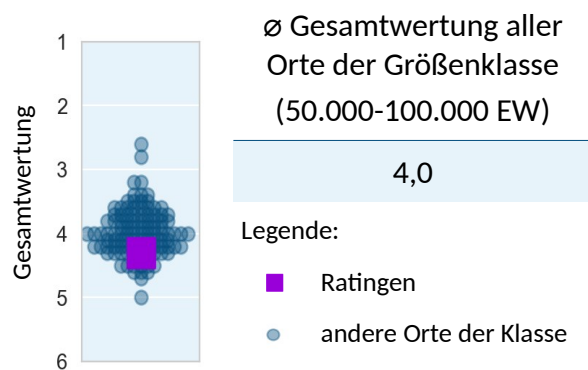 ⌀ Gesamtwertung aller
Orte der Größenklasse
(50.000-100.000 EW)
4,0
Gesamtwertung
1
2
3
4
5
6
Legende:
Ratingen
andere Orte der Klasse